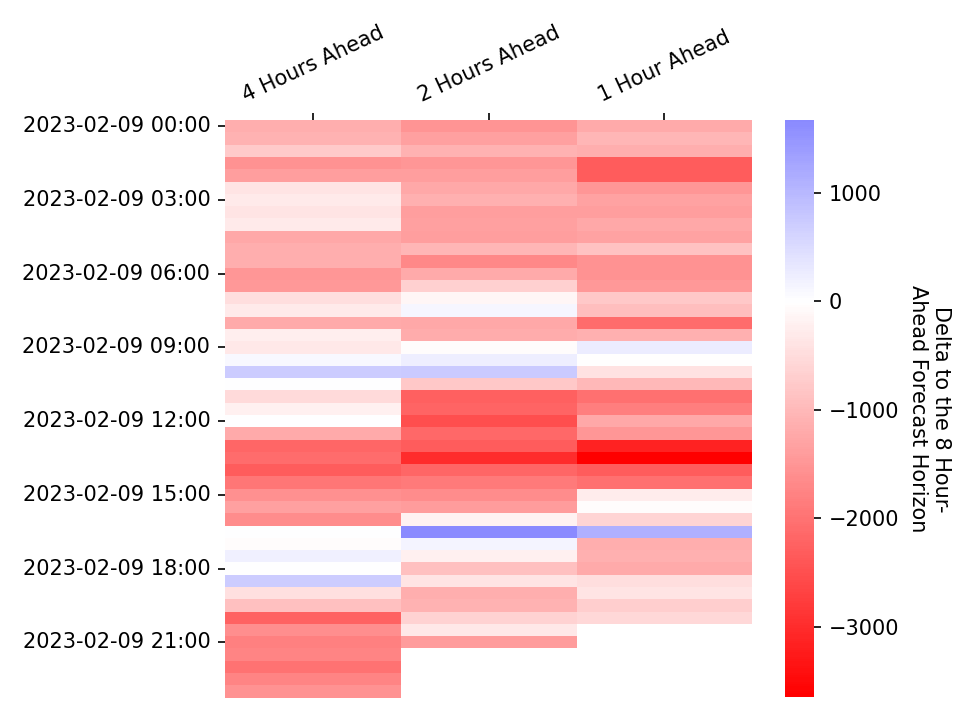 4 Hours Ahead
2 Hours Ahead
1 Hour Ahead
2023-02-09 00:00
2023-02-09 03:00
2023-02-09 06:00
2023-02-09 09:00
2023-02-09 12:00
2023-02-09 15:00
2023-02-09 18:00
2023-02-09 21:00
1000
0
−1000
−2000
−3000
Delta to the 8 Hour-
Ahead Forecast Horizon